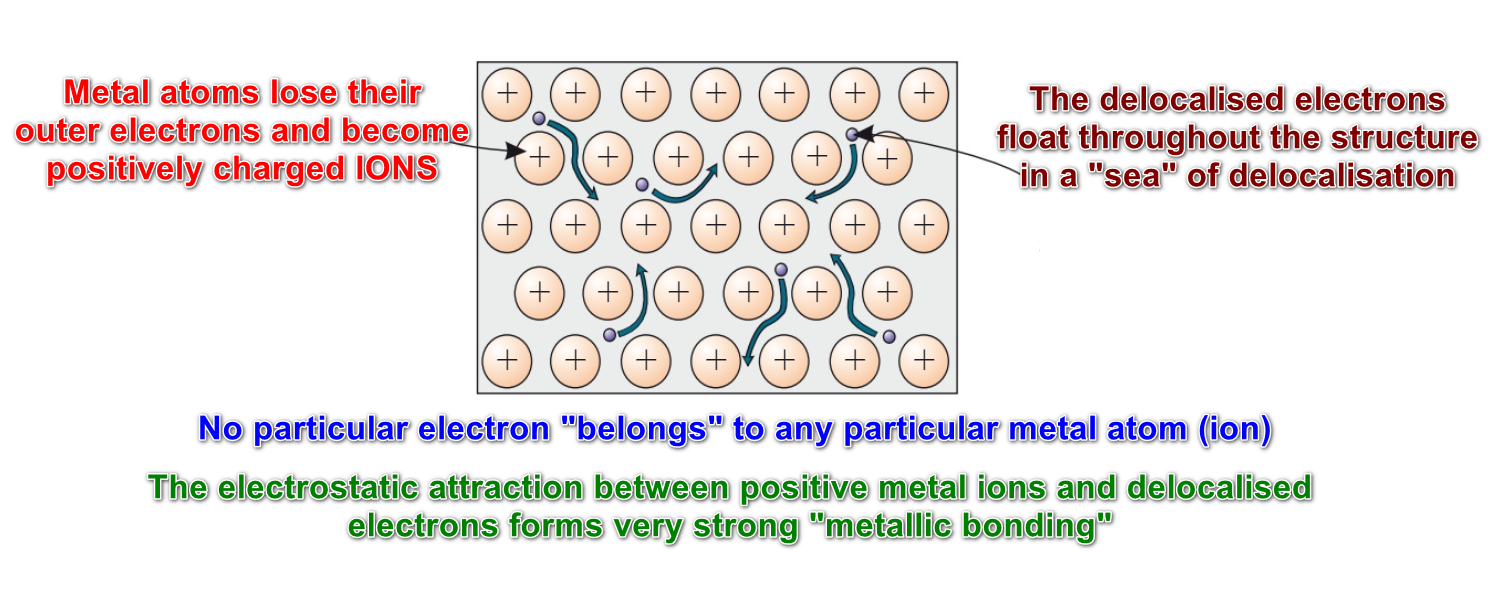 Metal atoms lose their
outer electrons and become
positively charged IONS
The delocalised electrons
float throughout the structure
in a "sea" of delocalisation
+ + + + + + +
+ + + + + +
+ + + + + + +
+ + + + + +
+ + + + + + +
No particular electron "belongs" to any particular metal atom (ion)
The electrostatic attraction between positive metal ions and delocalised
electrons forms very strong "metallic bonding"